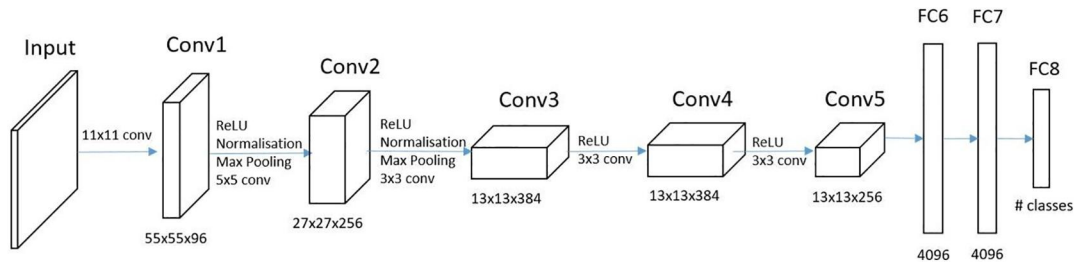 Input
11x11 conv
Conv1
55x55x96
ReLU
Normalisation
Max Pooling
5x5 conv
Conv2
27x27x256
ReLU
Normalisation
Max Pooling
3x3 conv
Conv3
13x13x384
ReLU
3x3 conv
Conv4
13x13x384
ReLU
3x3 conv
Conv5
13x13x256
FC6
4096
FC7
4096
FC8
# classes